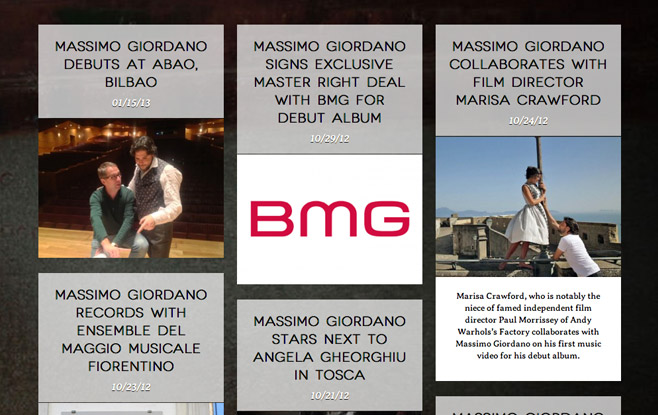 MASSIMO GIORDANO
DEBUTS AT ABAO,
BILBAO
01/15/13
MASSIMO GIORDANO
RECORDS WITH
ENSEMBLE DEL
MAGGIO MUSICALE
FIORENTINO
10/23/12
MASSIMO GIORDANO
SIGNS EXCLUSIVE
MASTER RIGHT DEAL
WITH BMG FOR
DEBUT ALBUM
10/29/12
BMG
MASSIMO GIORDANO
STARS NEXT TO
ANGELA GHEORGHIU
IN TOSCA
10/21/12
MASSIMO GIORDANO
COLLABORATES WITH
FILM DIRECTOR
MARISA CRAWFORD
10/24/12
Marisa Crawford, who is notably the
niece of famed independent film
director Paul Morrissey of Andy
Warhols's Factory collaborates with
Massimo Giordano on his first music
video for his debut album.
MASSIMO GIORDANO